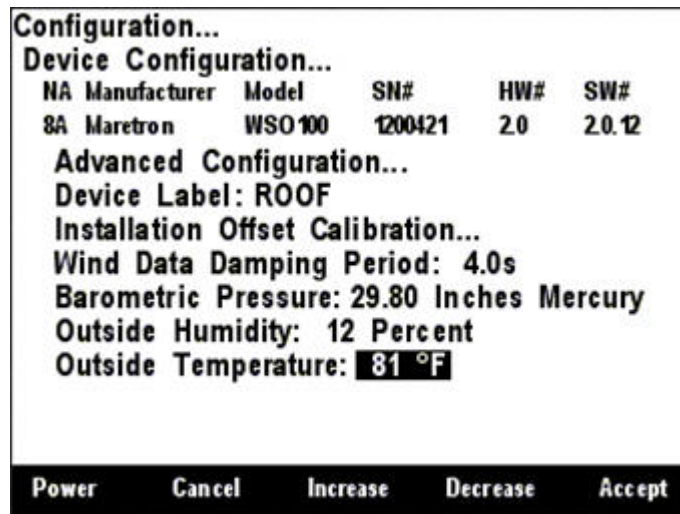 Configuration...
Device Configuration...
NA Manufacturer Model SN# HW# SW#
8A Maretron WSO100 1200421 2.0 2.0.12
Advanced Configuration...
Device Label: ROOF
Installation Offset Calibration...
Wind Data Damping Period: 4.0s
Barometric Pressure: 29.80 Inches Mercury
Outside Humidity: 12 Percent
Outside Temperature: 81 °F
Power Cancel Increase Decrease Accept